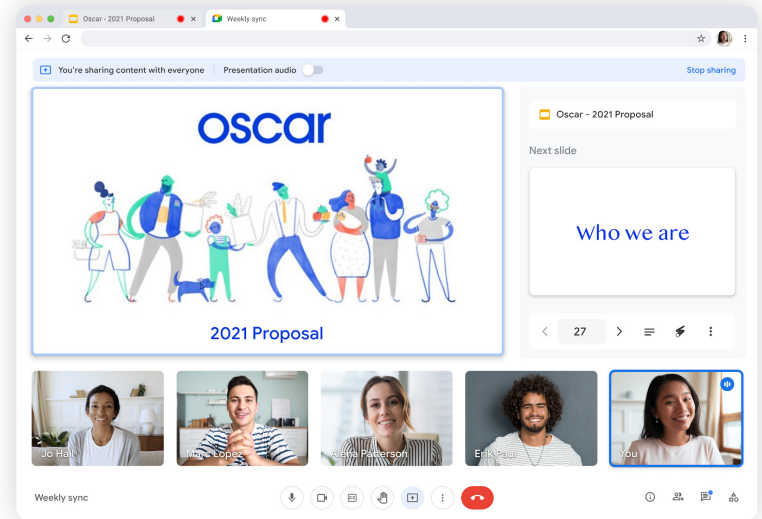 Oscar - 2021 Proposal
Weekly sync
You're sharing content with everyone
Presentation audio
Stop sharing
oscar
2021 Proposal
Oscar - 2021 Proposal
Next slide
Who we are
27
Jo Hall
Marc Lopez
Alena Patterson
Erik Paul
You
Weekly sync
CC